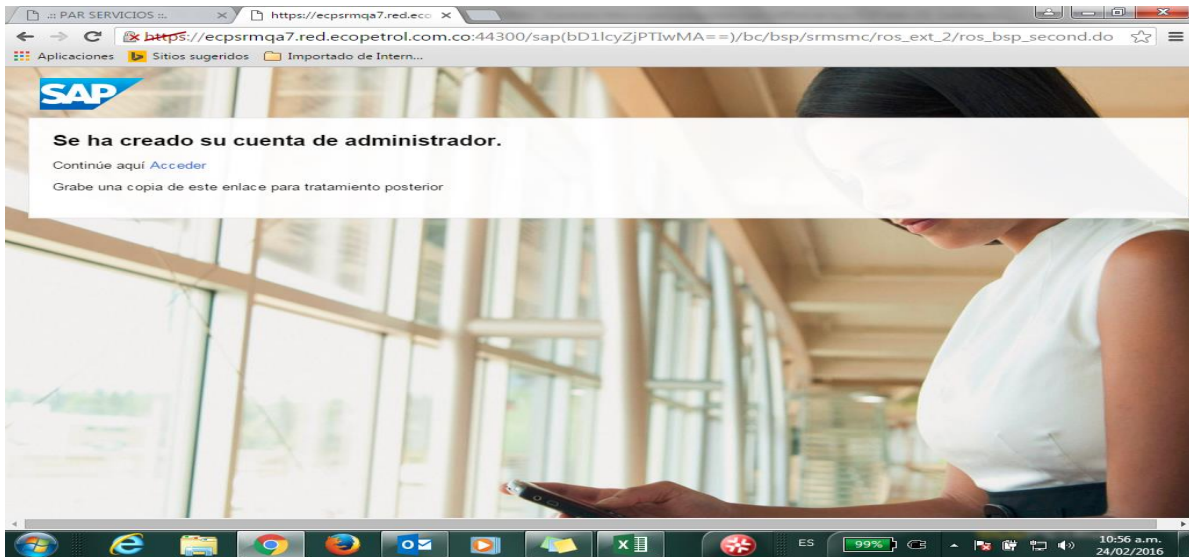 .:: PAR SERVICIOS ::.
https://ecpsrmqa7.red.eco
https://ecpsrmqa7.red.ecopetrol.com.co:44300/sap(bD1lcyZjPTIwMA==)/bc/bsp/srmsmc/ros_ext_2/ros_bsp_second.do
Aplicaciones Sitios sugeridos Importado de Intern...
SAP
Se ha creado su cuenta de administrador.
Continúe aquí Acceder
Grabe una copia de este enlace para tratamiento posterior
ES 99% 10:56 a.m.
24/02/2016